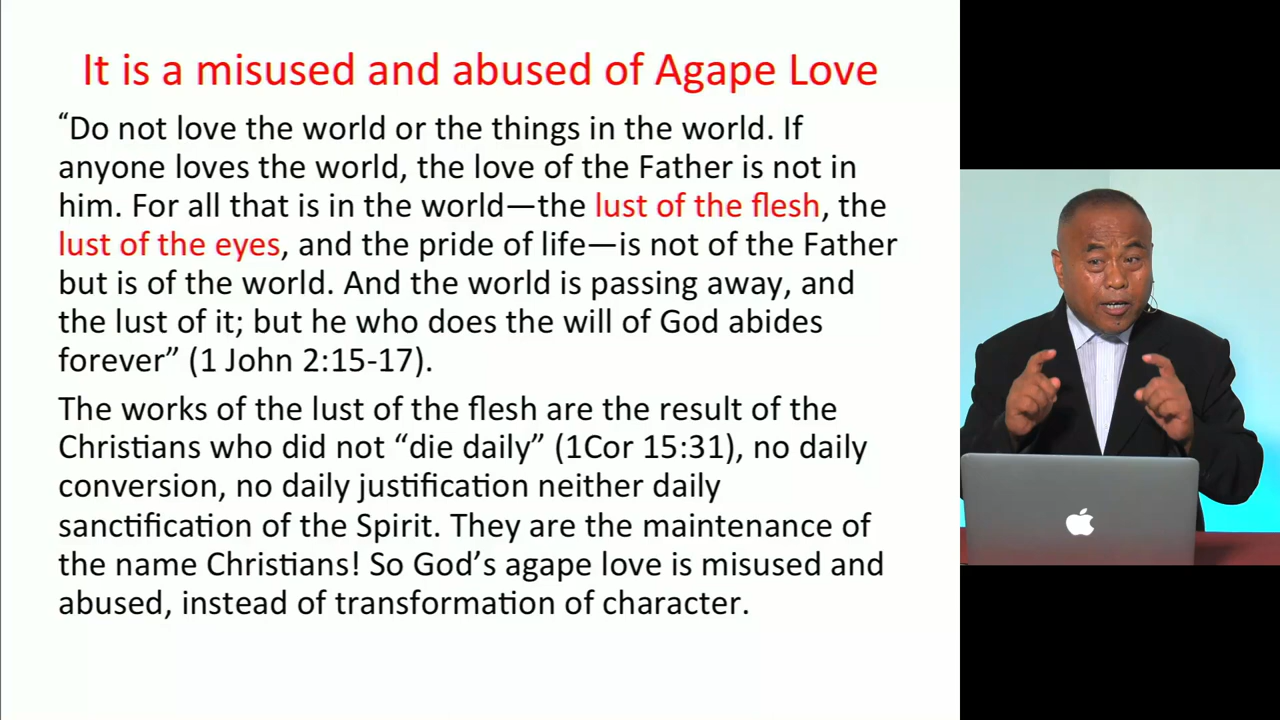 It is a misused and abused of Agape Love
“Do not love the world or the things in the world. If
anyone loves the world, the love of the Father is not in
him. For all that is in the world—the lust of the flesh, the
lust of the eyes, and the pride of life—is not of the Father
but is of the world. And the world is passing away, and
the lust of it; but he who does the will of God abides
forever” (1 John 2:15-17).
The works of the lust of the flesh are the result of the
Christians who did not “die daily” (1Cor 15:31), no daily
conversion, no daily justification neither daily
sanctification of the Spirit. They are the maintenance of
the name Christians! So God’s agape love is misused and
abused, instead of transformation of character.